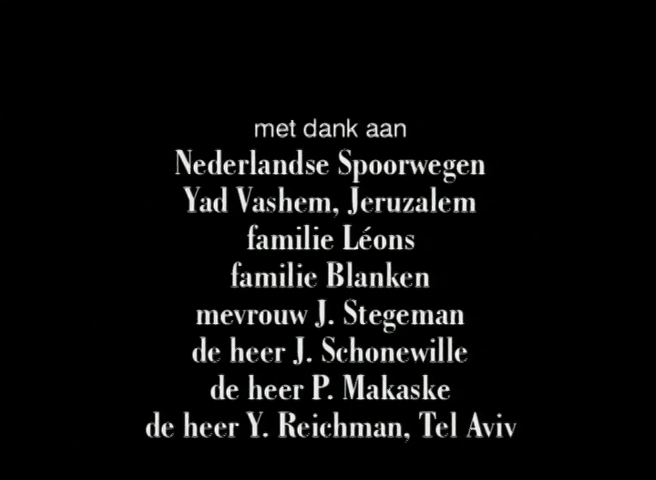 met dank aan
Nederlandse Spoorwegen
Yad Vashem, Jeruzalem
familie Léons
familie Blanken
mevrouw J. Stegeman
de heer J. Schonewille
de heer P. Makaske
de heer Y. Reichman, Tel Aviv